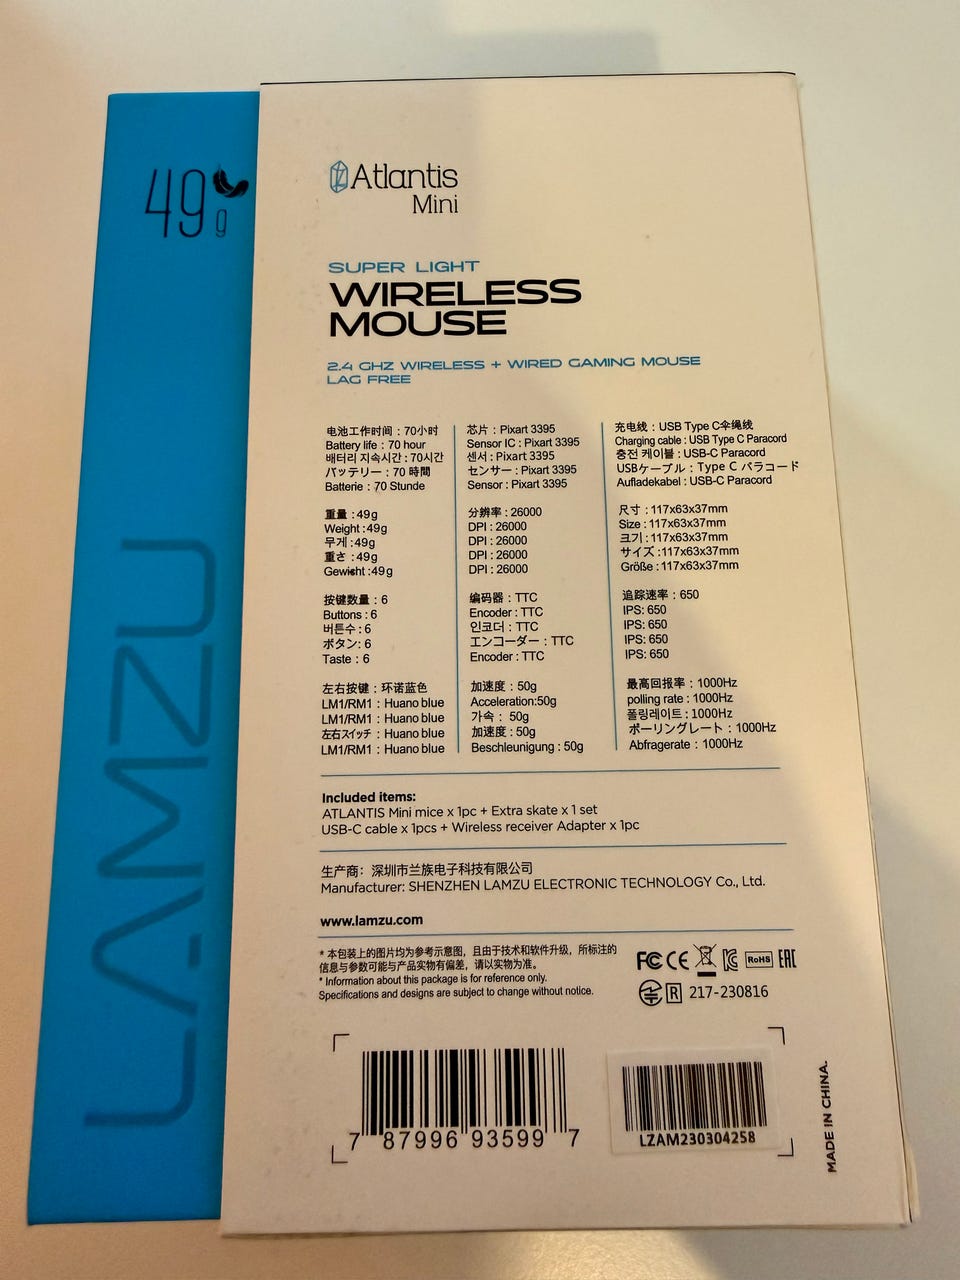 49g
LAMZU
Atlantis
Mini
SUPER LIGHT
WIRELESS
MOUSE
2.4 GHZ WIRELESS + WIRED GAMING MOUSE
LAG FREE
电池工作时间 : 70小时
Battery life : 70 hour
배터리 지속시간 : 70시간
バッテリー : 70 時間
Batterie : 70 Stunde
重量 : 49g
Weight : 49g
무게 : 49g
重さ : 49g
Gewicht : 49g
按键数量 : 6
Buttons : 6
버튼수 : 6
ボタン: 6
Taste : 6
左右按键 : 环诺蓝色
LM1/RM1 : Huano blue
LM1/RM1 : Huano blue
左右スイッチ : Huano blue
LM1/RM1 : Huano blue
芯片 : Pixart 3395
Sensor IC : Pixart 3395
센서 : Pixart 3395
センサー : Pixart 3395
Sensor : Pixart 3395
分辨率 : 26000
DPI : 26000
DPI : 26000
DPI : 26000
DPI : 26000
编码器 : TTC
Encoder : TTC
인코더 : TTC
エンコーダー : TTC
Encoder : TTC
加速度 : 50g
Acceleration:50g
가속 : 50g
加速度 : 50g
Beschleunigung : 50g
充电线 : USB Type C伞绳线
Charging cable : USB Type C Paracord
충전 케이블 : USB-C Paracord
USBケーブル : Type C パラコード
Aufladekabel : USB-C Paracord
尺寸 : 117x63x37mm
Size : 117x63x37mm
크기 : 117x63x37mm
サイズ : 117x63x37mm
Größe : 117x63x37mm
追踪速率 : 650
IPS: 650
IPS: 650
IPS: 650
IPS: 650
最高回报率 : 1000Hz
polling rate : 1000Hz
폴링레이트 : 1000Hz
ポーリングレート : 1000Hz
Abfragerate : 1000Hz
Included items:
ATLANTIS Mini mice x 1pc + Extra skate x 1 set
USB-C cable x 1pcs + Wireless receiver Adapter x 1pc
生产商: 深圳市兰族电子科技有限公司
Manufacturer: SHENZHEN LAMZU ELECTRONIC TECHNOLOGY Co., Ltd.
www.lamzu.com
* 本包装上的图片均为参考示意图，且由于技术和软件升级，所标注的
信息与参数可能与产品实物有偏差，请以实物为准。
* Information about this package is for reference only.
Specifications and designs are subject to change without notice.
FC CE RoHS EAC
R 217-230816
7 87996 93599 7
LZAM230304258
MADE IN CHINA.